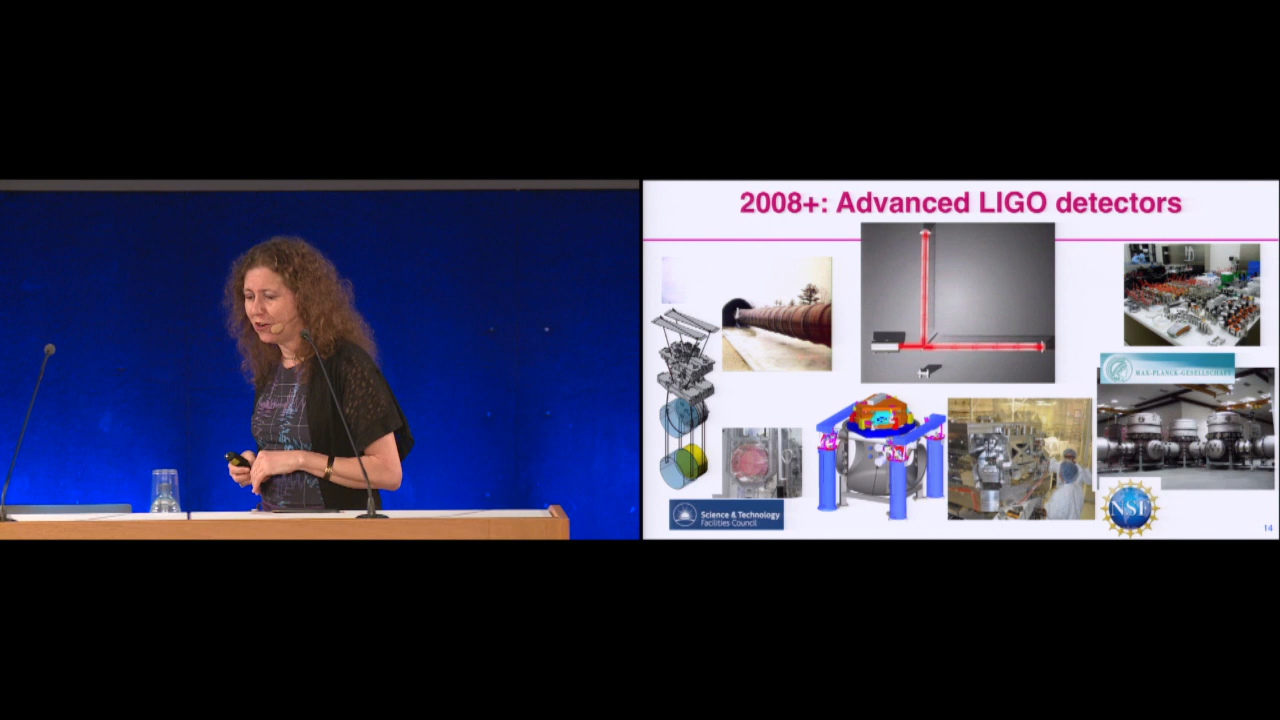 2008+: Advanced LIGO detectors
MAX-PLANCK-GESELLSCHAFT
Science & Technology
Facilities Council
NSF
14